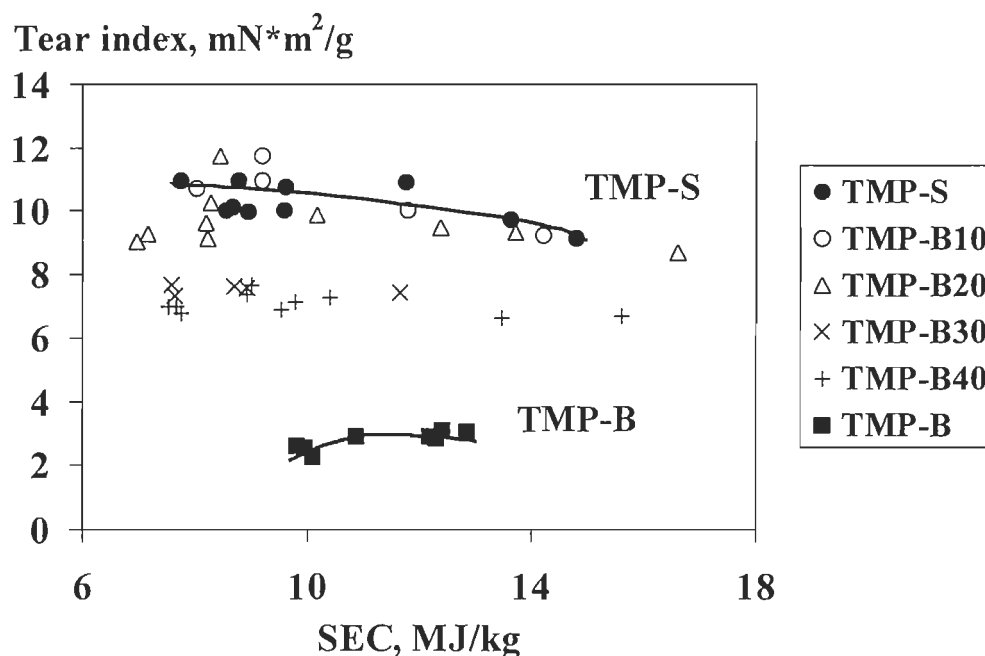 Tear index, mN*m²/g
14
12
10
8
6
4
2
0
6 10 14 18
SEC, MJ/kg
TMP-S
TMP-B
TMP-S
TMP-B10
TMP-B20
TMP-B30
TMP-B40
TMP-B